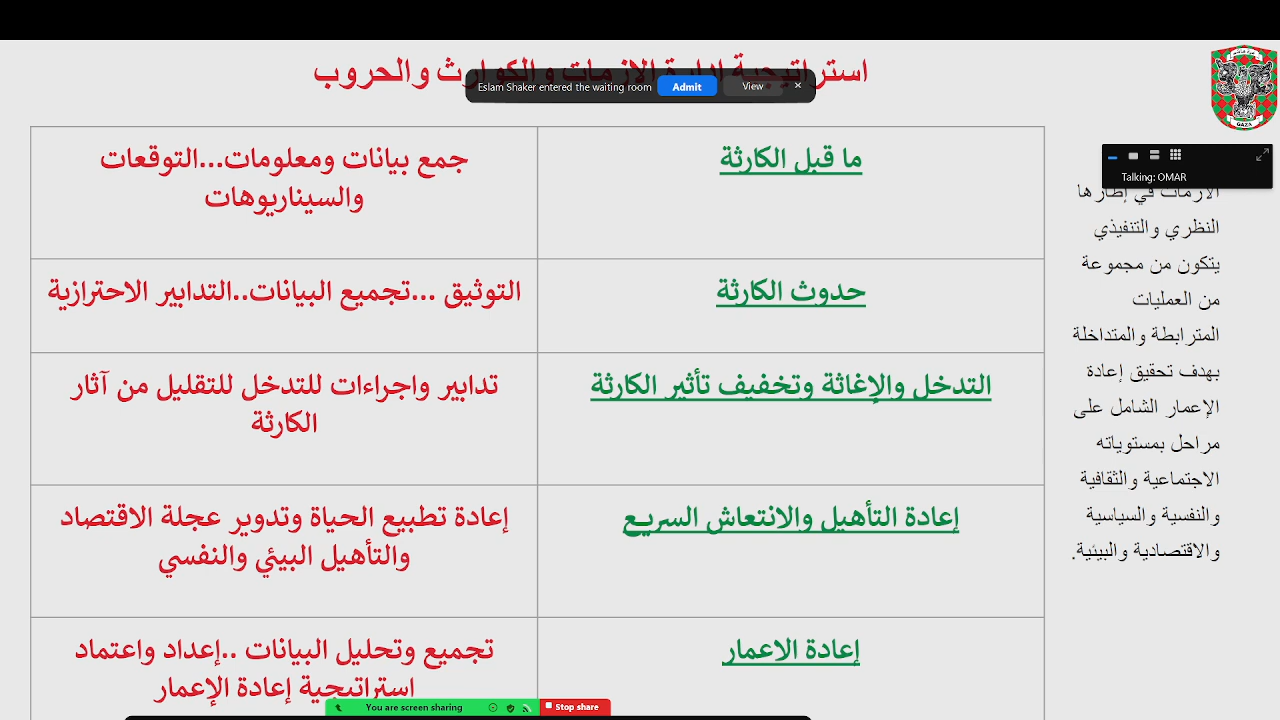 استراتيجية إدارة الازمات والكوارث والحروب
Eslam Shaker entered the waiting room
Admit
View
GAZA
Talking: OMAR
ما قبل الكارثة
جمع بيانات ومعلومات...التوقعات
والسيناريوهات
حدوث الكارثة
التوثيق ...تجميع البيانات..التدابير الاحترازية
التدخل والإغاثة وتخفيف تأثير الكارثة
تدابير واجراءات للتدخل للتقليل من آثار
الكارثة
إعادة التأهيل والانتعاش السريع
إعادة تطبيع الحياة وتدوير عجلة الاقتصاد
والتأهيل البيئي والنفسي
إعادة الاعمار
تجميع وتحليل البيانات ..إعداد واعتماد
استراتيجية إعادة الإعمار
الأزمات في إطارها
النظري والتنفيذي
يتكون من مجموعة
من العمليات
المترابطة والمتداخلة
بهدف تحقيق إعادة
الإعمار الشامل على
مراحل بمستوياته
الاجتماعية والثقافية
والنفسية والسياسية
والاقتصادية والبيئية.
You are screen sharing
Stop share